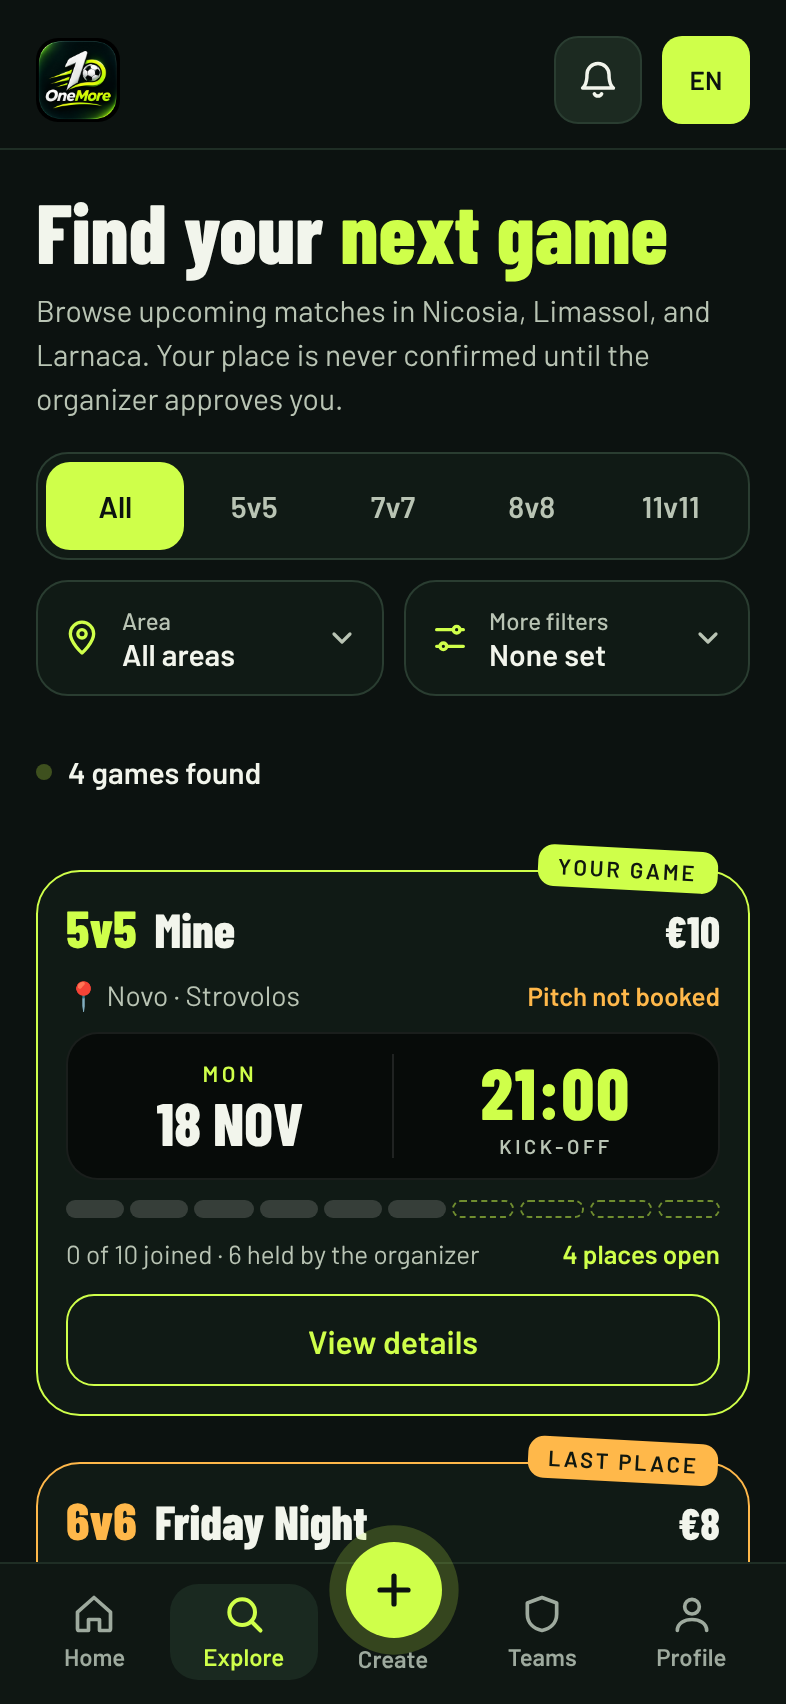 OneMore
EN
Find your next game
Browse upcoming matches in Nicosia, Limassol, and
Larnaca. Your place is never confirmed until the
organizer approves you.
All 5v5 7v7 8v8 11v11
Area
All areas
More filters
None set
4 games found
YOUR GAME
5v5 Mine €10
Novo · Strovolos Pitch not booked
MON
18 NOV
21:00
KICK-OFF
0 of 10 joined · 6 held by the organizer 4 places open
View details
LAST PLACE
6v6 Friday Night €8
Home Explore Create Teams Profile